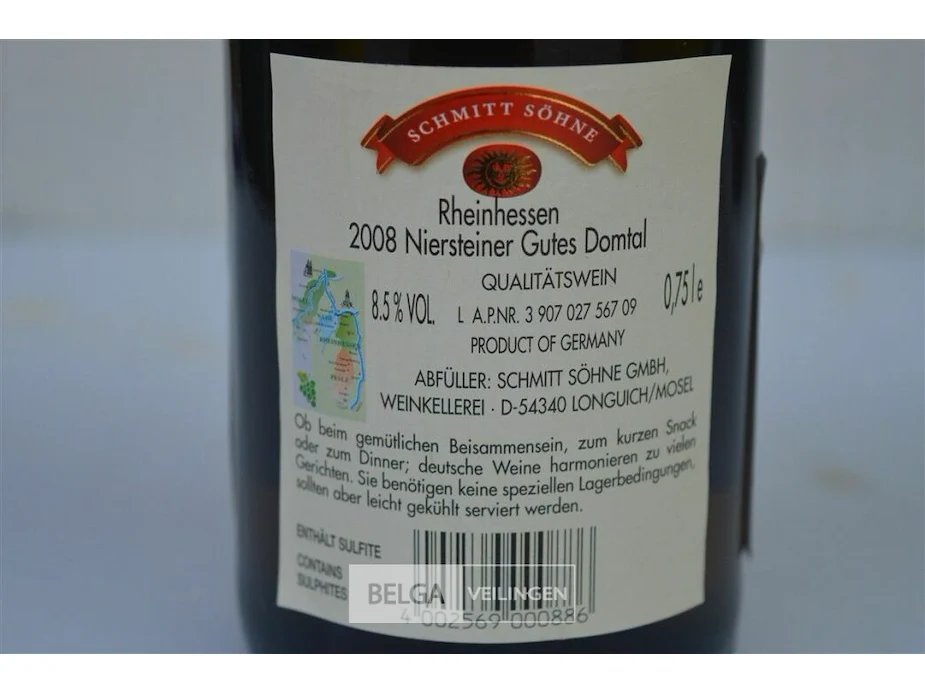 SCHMITT SÖHNE
Rheinhessen
2008 Niersteiner Gutes Domtal
QUALITÄTSWEIN
8.5% VOL.
0,75 l e
L A.P.NR. 3 907 027 567 09
PRODUCT OF GERMANY
ABFÜLLER: SCHMITT SÖHNE GMBH,
WEINKELLEREI · D-54340 LONGUICH/MOSEL
Ob beim gemütlichen Beisammensein, zum kurzen Snack
oder zum Dinner; deutsche Weine harmonieren zu vielen
Gerichten. Sie benötigen keine speziellen Lagerbedingungen,
sollten aber leicht gekühlt serviert werden.
ENTHÄLT SULFITE
CONTAINS
SULPHITES
BELGA VEILINGEN
4 002569 000886